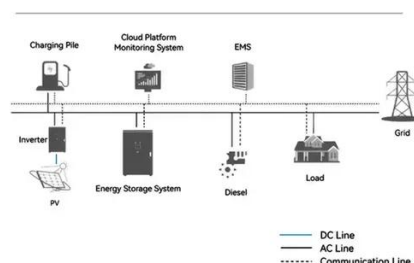 Charging Pile
Cloud Platform
Monitoring System
EMS
Grid
Inverter
PV
Energy Storage System
Diesel
Load
DC Line
AC Line
Communication Line